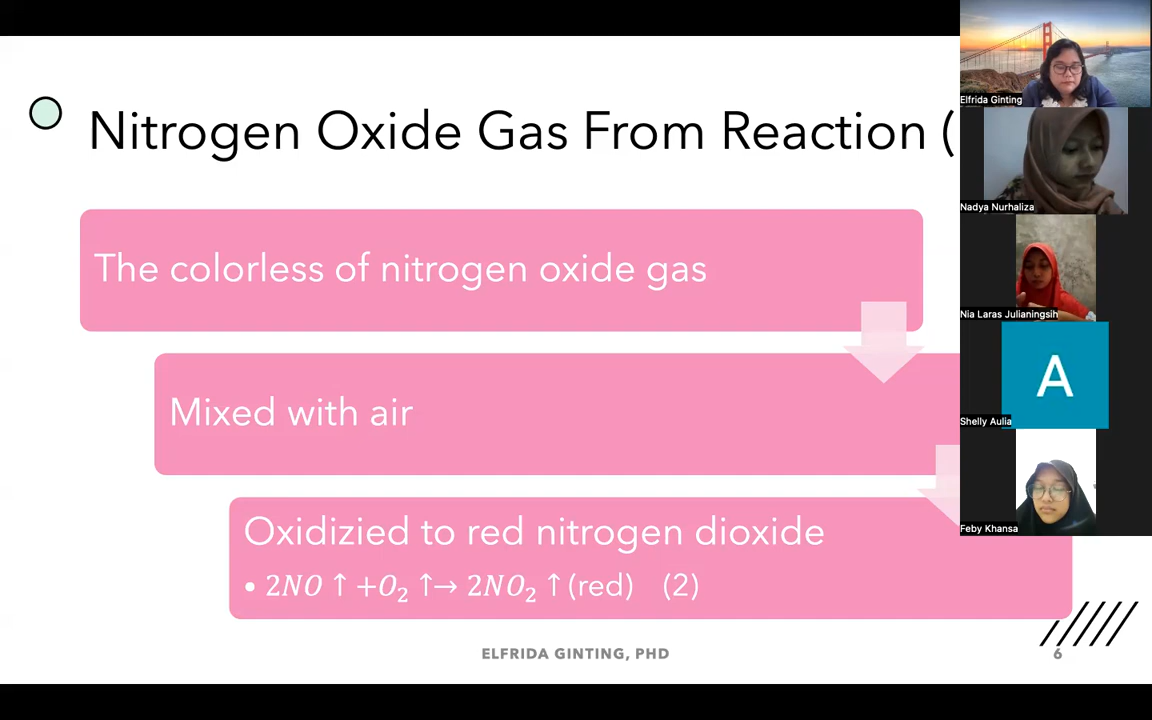 Nitrogen Oxide Gas From Reaction (
The colorless of nitrogen oxide gas
Mixed with air
Oxidizied to red nitrogen dioxide
• 2NO ↑ +O₂ ↑→ 2NO₂ ↑ (red) (2)
ELFRIDA GINTING, PHD
6
Elfrida Ginting
Nadya Nurhaliza
Nia Laras Julianingsih
A
Shelly Aulia
Feby Khansa